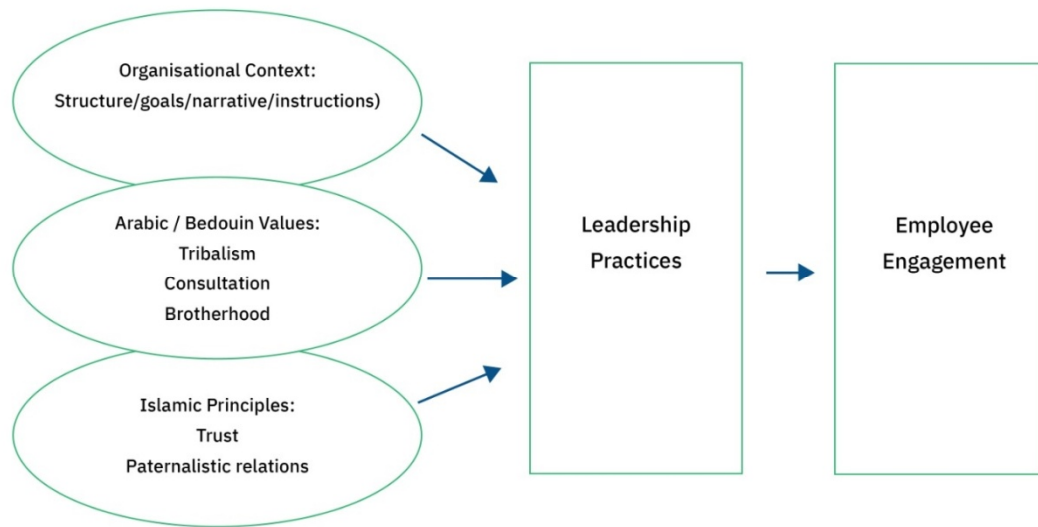 Organisational Context:
Structure/goals/narrative/instructions)
Arabic / Bedouin Values:
Tribalism
Consultation
Brotherhood
Islamic Principles:
Trust
Paternalistic relations
Leadership
Practices
Employee
Engagement